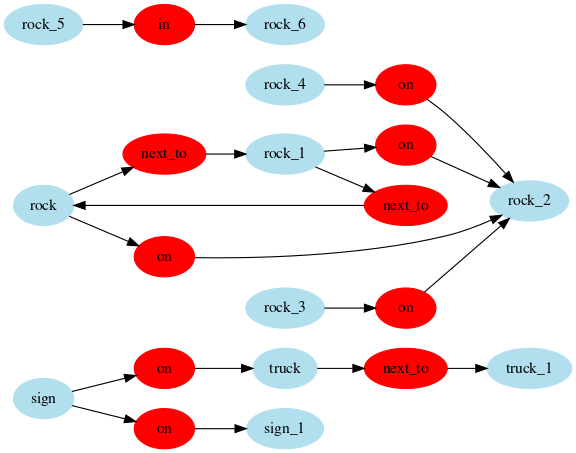 rock_5 in rock_6
rock_4 on
next_to rock_1 on
rock next_to rock_2
on
rock_3 on
on truck next_to truck_1
sign
on sign_1